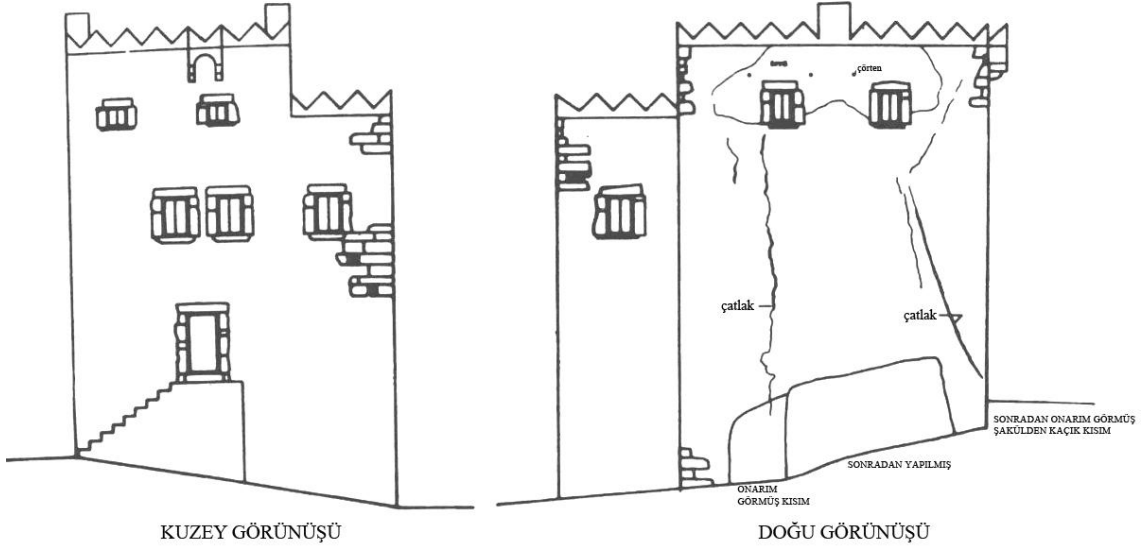 çörten
çatlak
çatlak
SONRADAN ONARIM GÖRMÜŞ
ŞAKÜLDEN KAÇIK KISIM
SONRADAN YAPILMIŞ
ONARIM
GÖRMÜŞ KISIM
KUZEY GÖRÜNÜŞÜ
DOĞU GÖRÜNÜŞÜ